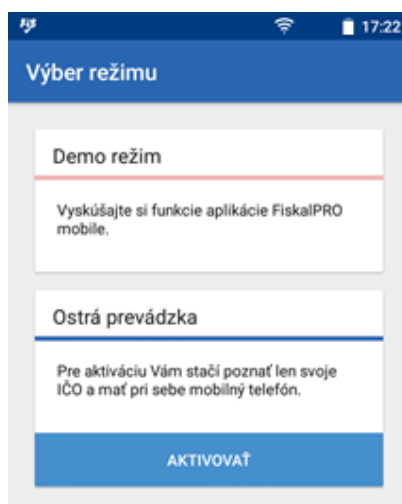 FiS 17:22
Výber režimu
Demo režim
Vyskúšajte si funkcie aplikácie FiskalPRO
mobile.
Ostrá prevádzka
Pre aktiváciu Vám stačí poznať len svoje
IČO a mať pri sebe mobilný telefón.
AKTIVOVAŤ